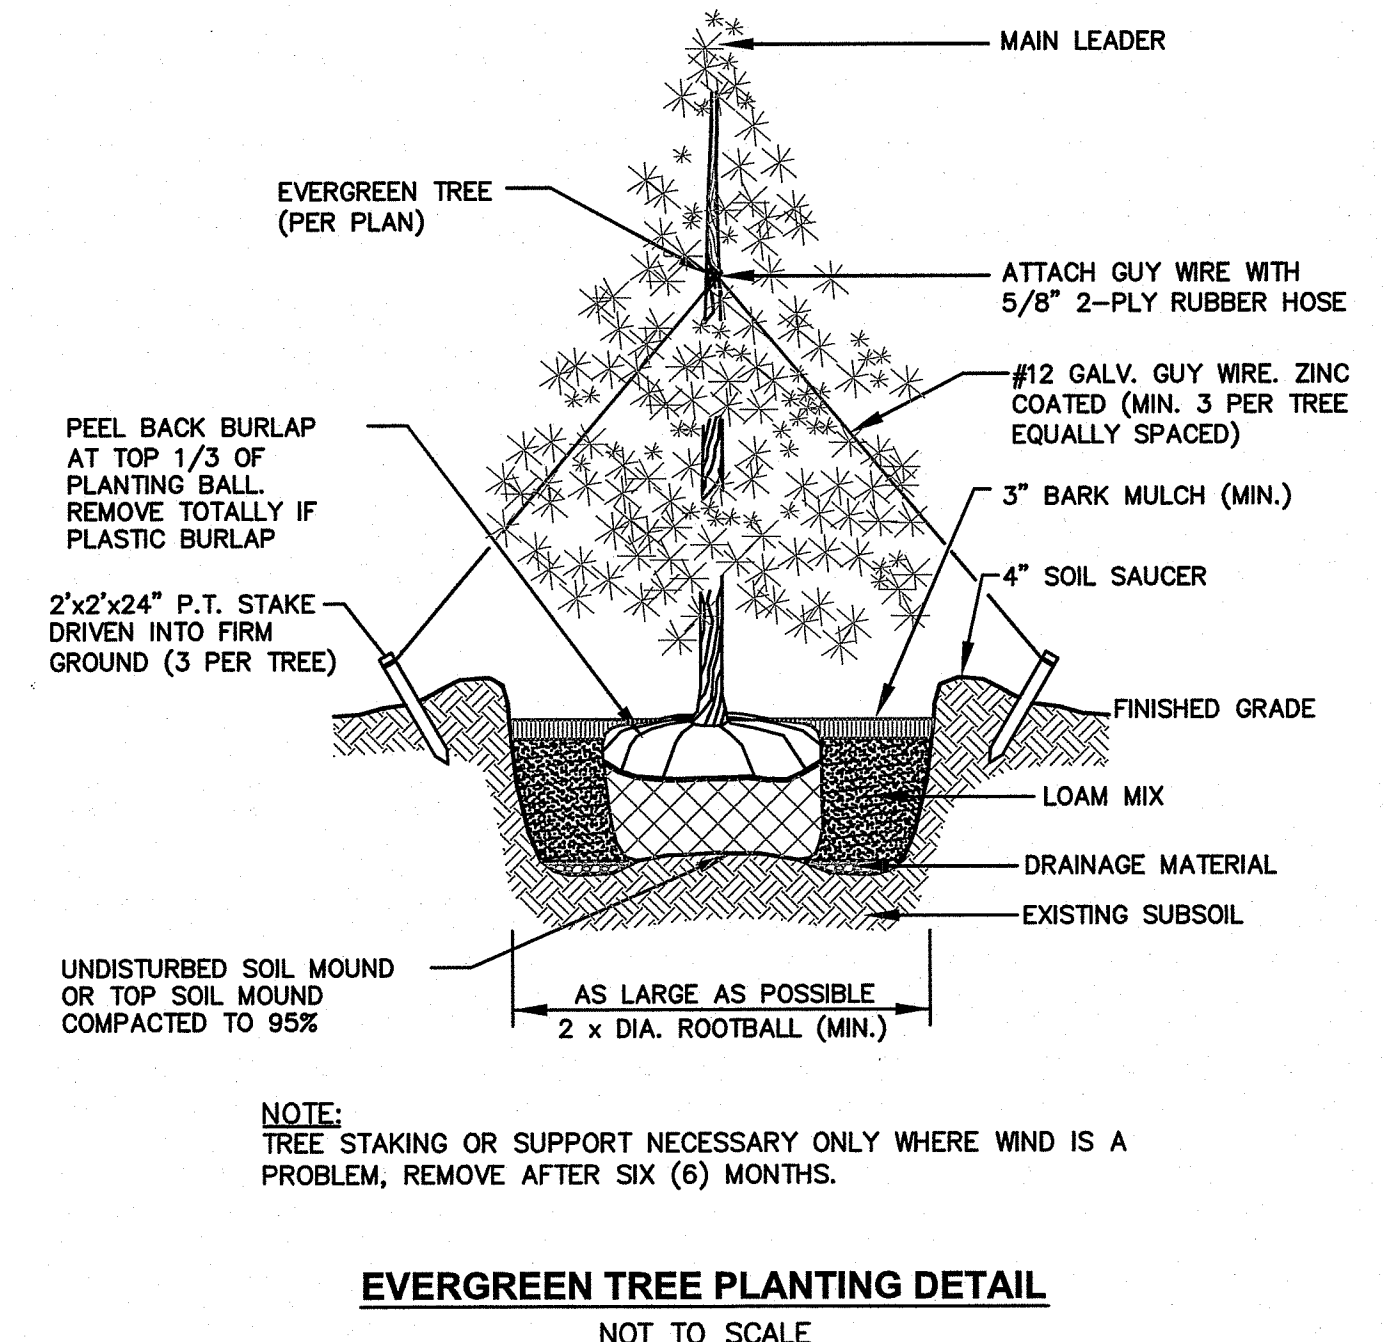 MAIN LEADER
EVERGREEN TREE
(PER PLAN)
ATTACH GUY WIRE WITH
5/8" 2-PLY RUBBER HOSE
#12 GALV. GUY WIRE. ZINC
COATED (MIN. 3 PER TREE
EQUALLY SPACED)
PEEL BACK BURLAP
AT TOP 1/3 OF
PLANTING BALL.
REMOVE TOTALLY IF
PLASTIC BURLAP
3" BARK MULCH (MIN.)
4" SOIL SAUCER
2'x2'x24" P.T. STAKE
DRIVEN INTO FIRM
GROUND (3 PER TREE)
FINISHED GRADE
LOAM MIX
DRAINAGE MATERIAL
EXISTING SUBSOIL
UNDISTURBED SOIL MOUND
OR TOP SOIL MOUND
COMPACTED TO 95%
AS LARGE AS POSSIBLE
2 x DIA. ROOTBALL (MIN.)
NOTE:
TREE STAKING OR SUPPORT NECESSARY ONLY WHERE WIND IS A
PROBLEM, REMOVE AFTER SIX (6) MONTHS.
EVERGREEN TREE PLANTING DETAIL
NOT TO SCALE